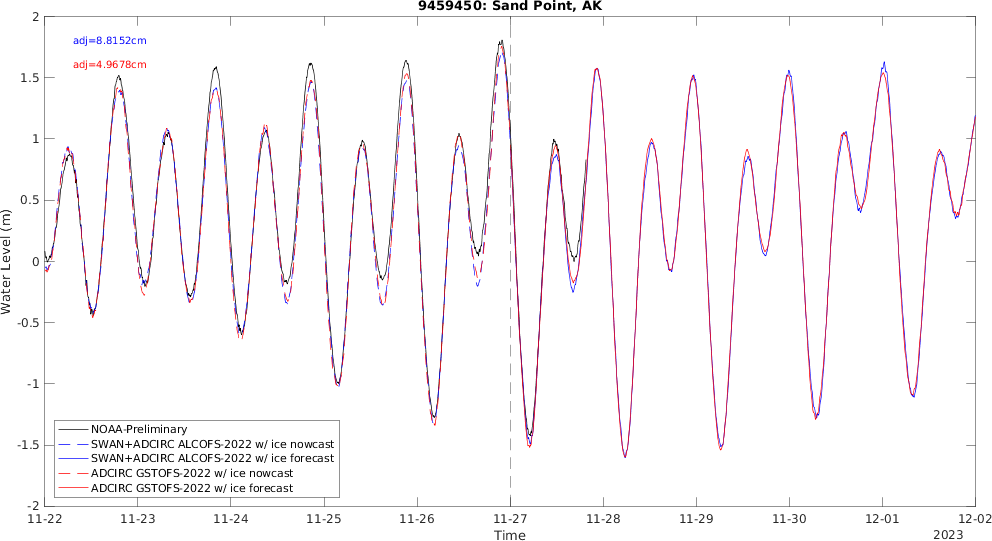 9459450: Sand Point, AK
2
adj=8.8152cm
adj=4.9678cm
1.5
1
0.5
0
-0.5
-1
-1.5
-2
Water Level (m)
NOAA-Preliminary
SWAN+ADCIRC ALCOFS-2022 w/ ice nowcast
SWAN+ADCIRC ALCOFS-2022 w/ ice forecast
ADCIRC GSTOFS-2022 w/ ice nowcast
ADCIRC GSTOFS-2022 w/ ice forecast
11-22 11-23 11-24 11-25 11-26 11-27 11-28 11-29 11-30 12-01 12-02
Time
2023